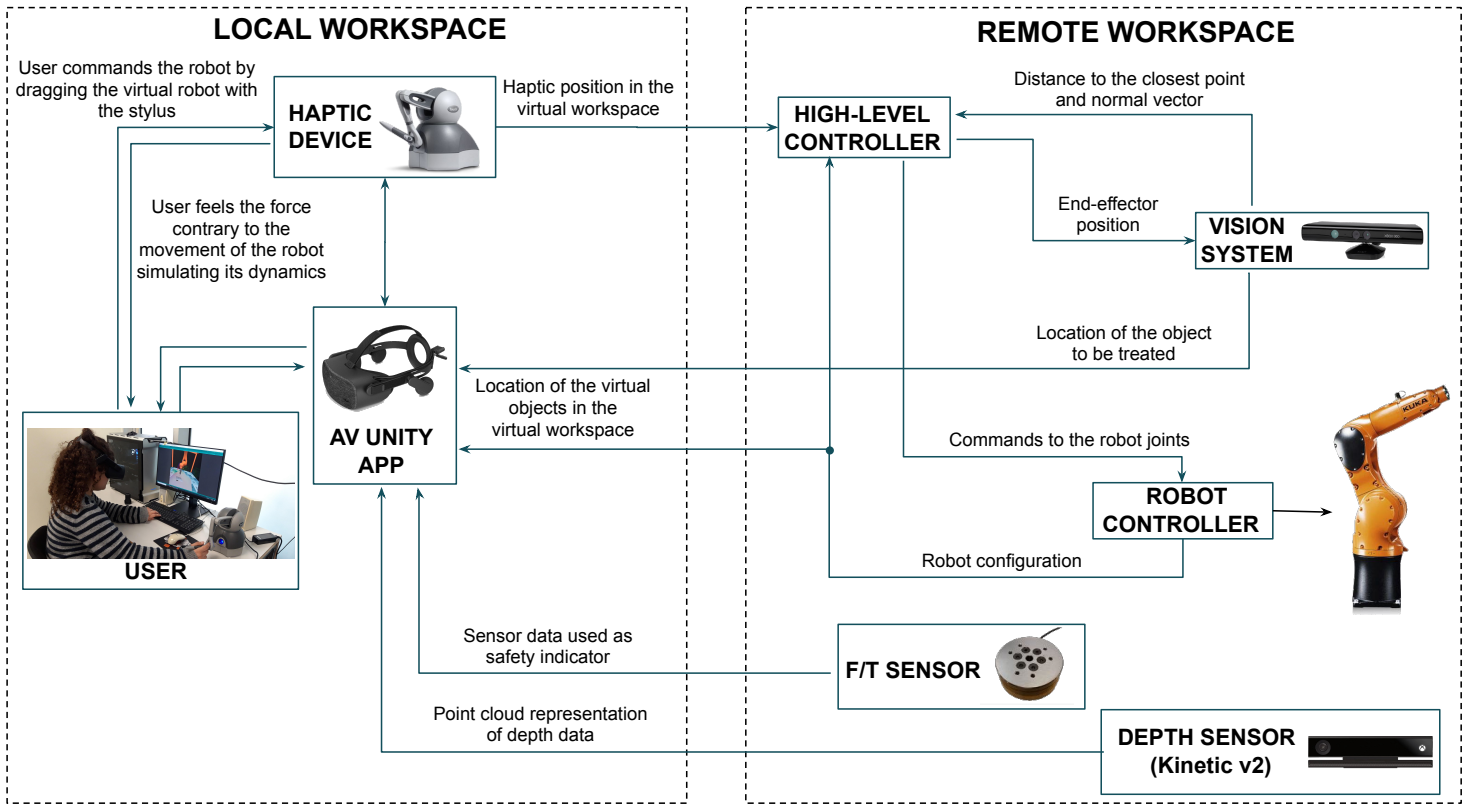 LOCAL WORKSPACE
User commands the robot by
dragging the virtual robot with
the stylus
HAPTIC
DEVICE
Haptic position in the
virtual workspace
User feels the force
contrary to the
movement of the robot
simulating its dynamics
AV UNITY
APP
Location of the virtual
objects in the
virtual workspace
USER
Sensor data used as
safety indicator
Point cloud representation
of depth data
REMOTE WORKSPACE
Distance to the closest point
and normal vector
HIGH-LEVEL
CONTROLLER
End-effector
position
VISION
SYSTEM
Location of the object
to be treated
Commands to the robot joints
KUKA
ROBOT
CONTROLLER
Robot configuration
F/T SENSOR
DEPTH SENSOR
(Kinetic v2)